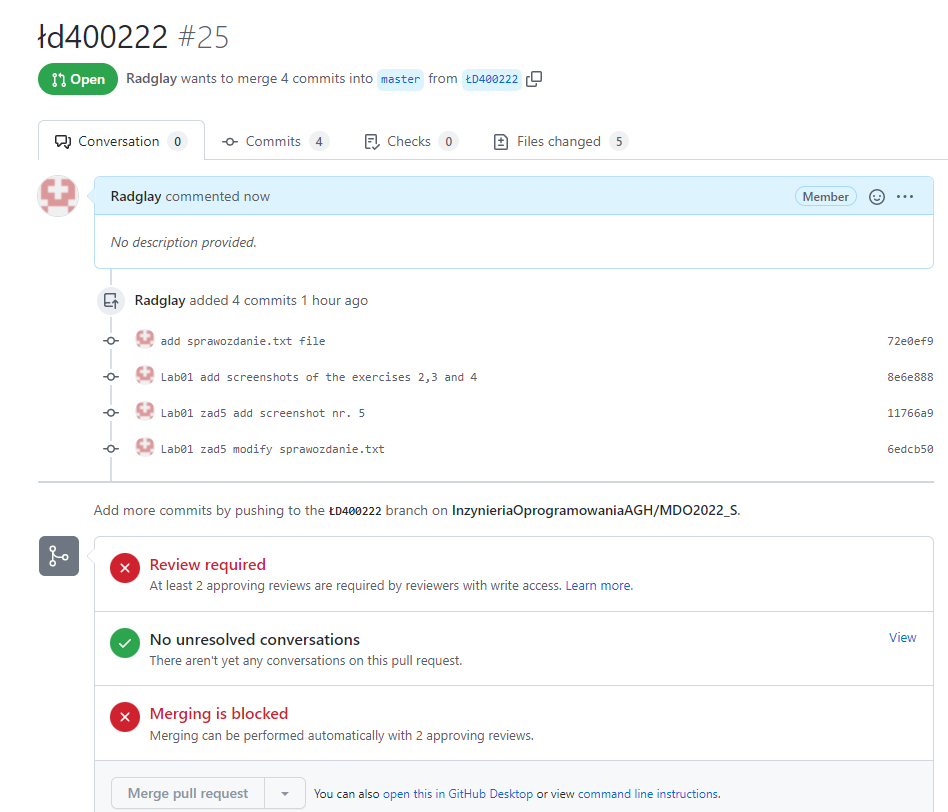 łd400222 #25
Open Radglay wants to merge 4 commits into master from ŁD400222
Conversation 0 Commits 4 Checks 0 Files changed 5
Radglay commented now Member
No description provided.
Radglay added 4 commits 1 hour ago
add sprawozdanie.txt file 72e0ef9
Lab01 add screenshots of the exercises 2,3 and 4 8e6e888
Lab01 zad5 add screenshot nr. 5 11766a9
Lab01 zad5 modify sprawozdanie.txt 6edcb50
Add more commits by pushing to the ŁD400222 branch on InzynieriaOprogramowaniaAGH/MDO2022_S.
Review required
At least 2 approving reviews are required by reviewers with write access. Learn more.
No unresolved conversations View
There aren't yet any conversations on this pull request.
Merging is blocked
Merging can be performed automatically with 2 approving reviews.
Merge pull request You can also open this in GitHub Desktop or view command line instructions.